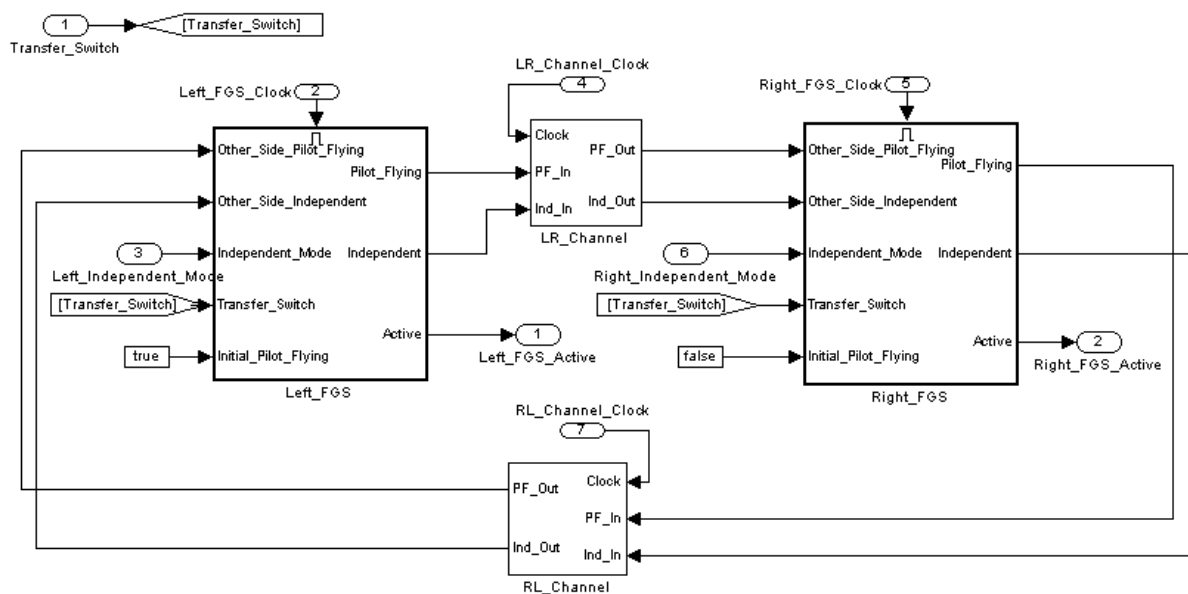 1
[Transfer_Switch]
Transfer_Switch
LR_Channel_Clock
4
Left_FGS_Clock
2
Right_FGS_Clock
5
Clock
PF_In
Ind_In
PF_Out
Ind_Out
LR_Channel
Other_Side_Pilot_Flying
Pilot_Flying
Other_Side_Independent
3
Independent_Mode
Independent
Left_Independent_Mode
[Transfer_Switch]
Transfer_Switch
Active
1
Left_FGS_Active
true
Initial_Pilot_Flying
Left_FGS
Other_Side_Pilot_Flying
Pilot_Flying
Other_Side_Independent
6
Independent_Mode
Independent
Right_Independent_Mode
[Transfer_Switch]
Transfer_Switch
Active
2
Right_FGS_Active
false
Initial_Pilot_Flying
Right_FGS
RL_Channel_Clock
7
PF_Out
Clock
PF_In
Ind_Out
Ind_In
RL_Channel